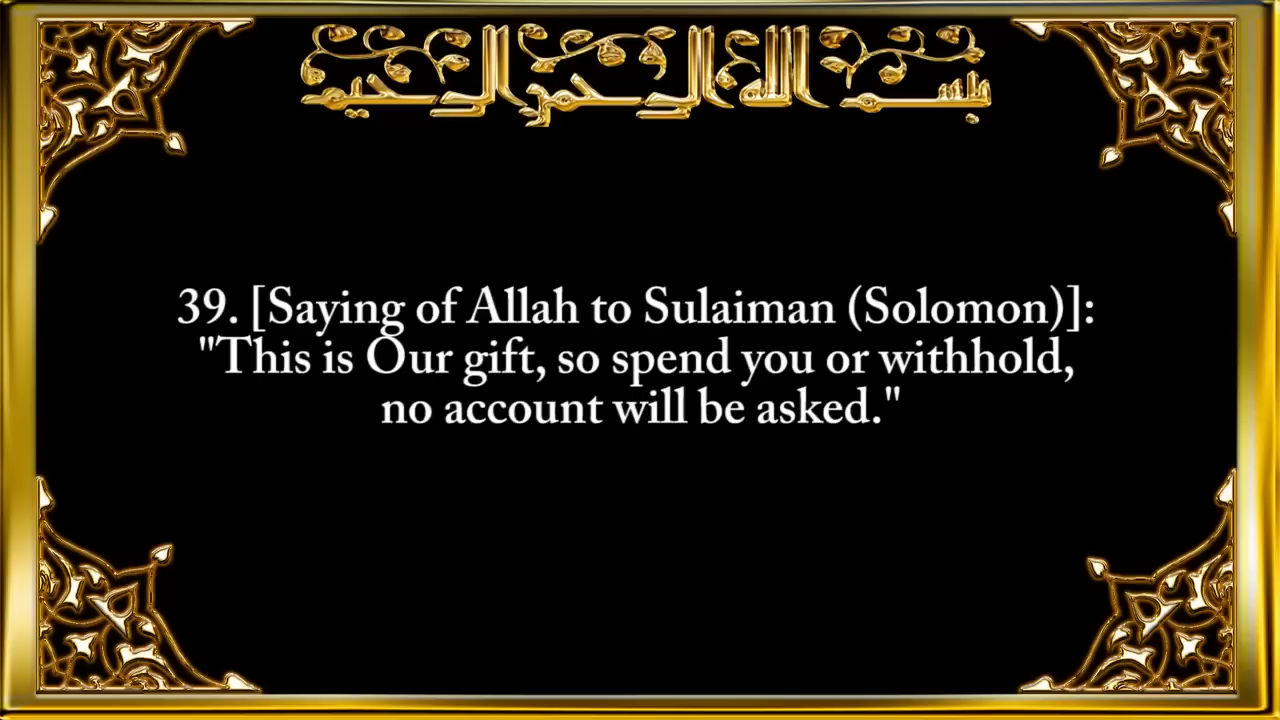 بسم الله الرحمن الرحيم
39. [Saying of Allah to Sulaiman (Solomon)]:
"This is Our gift, so spend you or withhold,
no account will be asked."